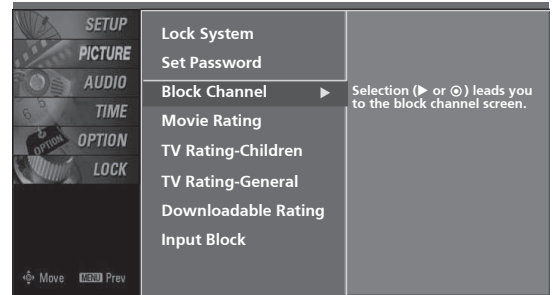 SETUP
PICTURE
AUDIO
TIME
OPTION
LOCK
Move MENU Prev
Lock System
Set Password
Block Channel ▶
Movie Rating
TV Rating-Children
TV Rating-General
Downloadable Rating
Input Block
Selection (▶ or ◉) leads you
to the block channel screen.